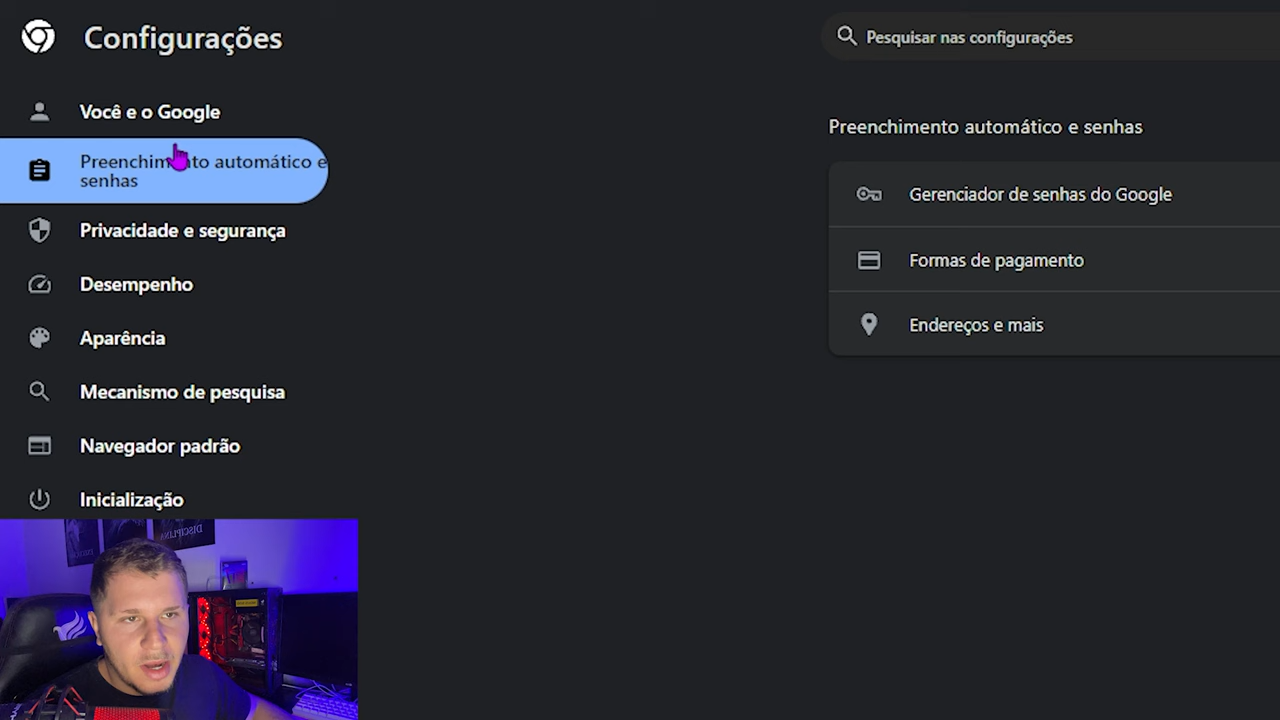 Configurações
Pesquisar nas configurações
Você e o Google
Preenchimento automático e
senhas
Privacidade e segurança
Desempenho
Aparência
Mecanismo de pesquisa
Navegador padrão
Inicialização
Preenchimento automático e senhas
Gerenciador de senhas do Google
Formas de pagamento
Endereços e mais
DISCIPLINA